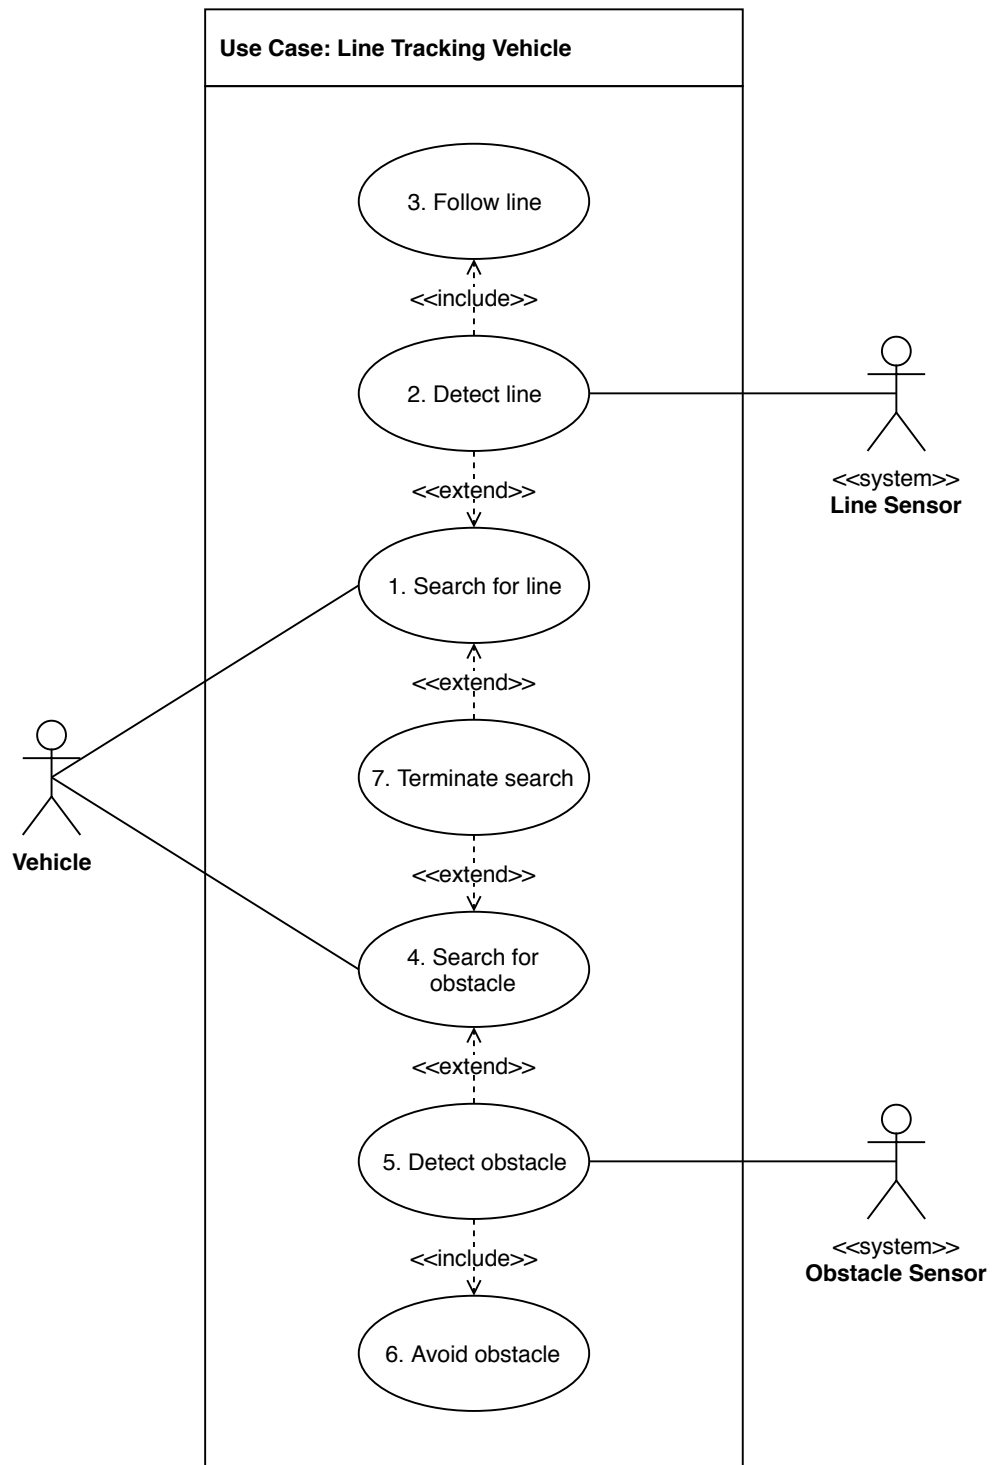 Use Case: Line Tracking Vehicle
3. Follow line
<<include>>
2. Detect line
<<system>>
Line Sensor
<<extend>>
1. Search for line
<<extend>>
7. Terminate search
Vehicle
<<extend>>
4. Search for
obstacle
<<extend>>
5. Detect obstacle
<<system>>
Obstacle Sensor
<<include>>
6. Avoid obstacle